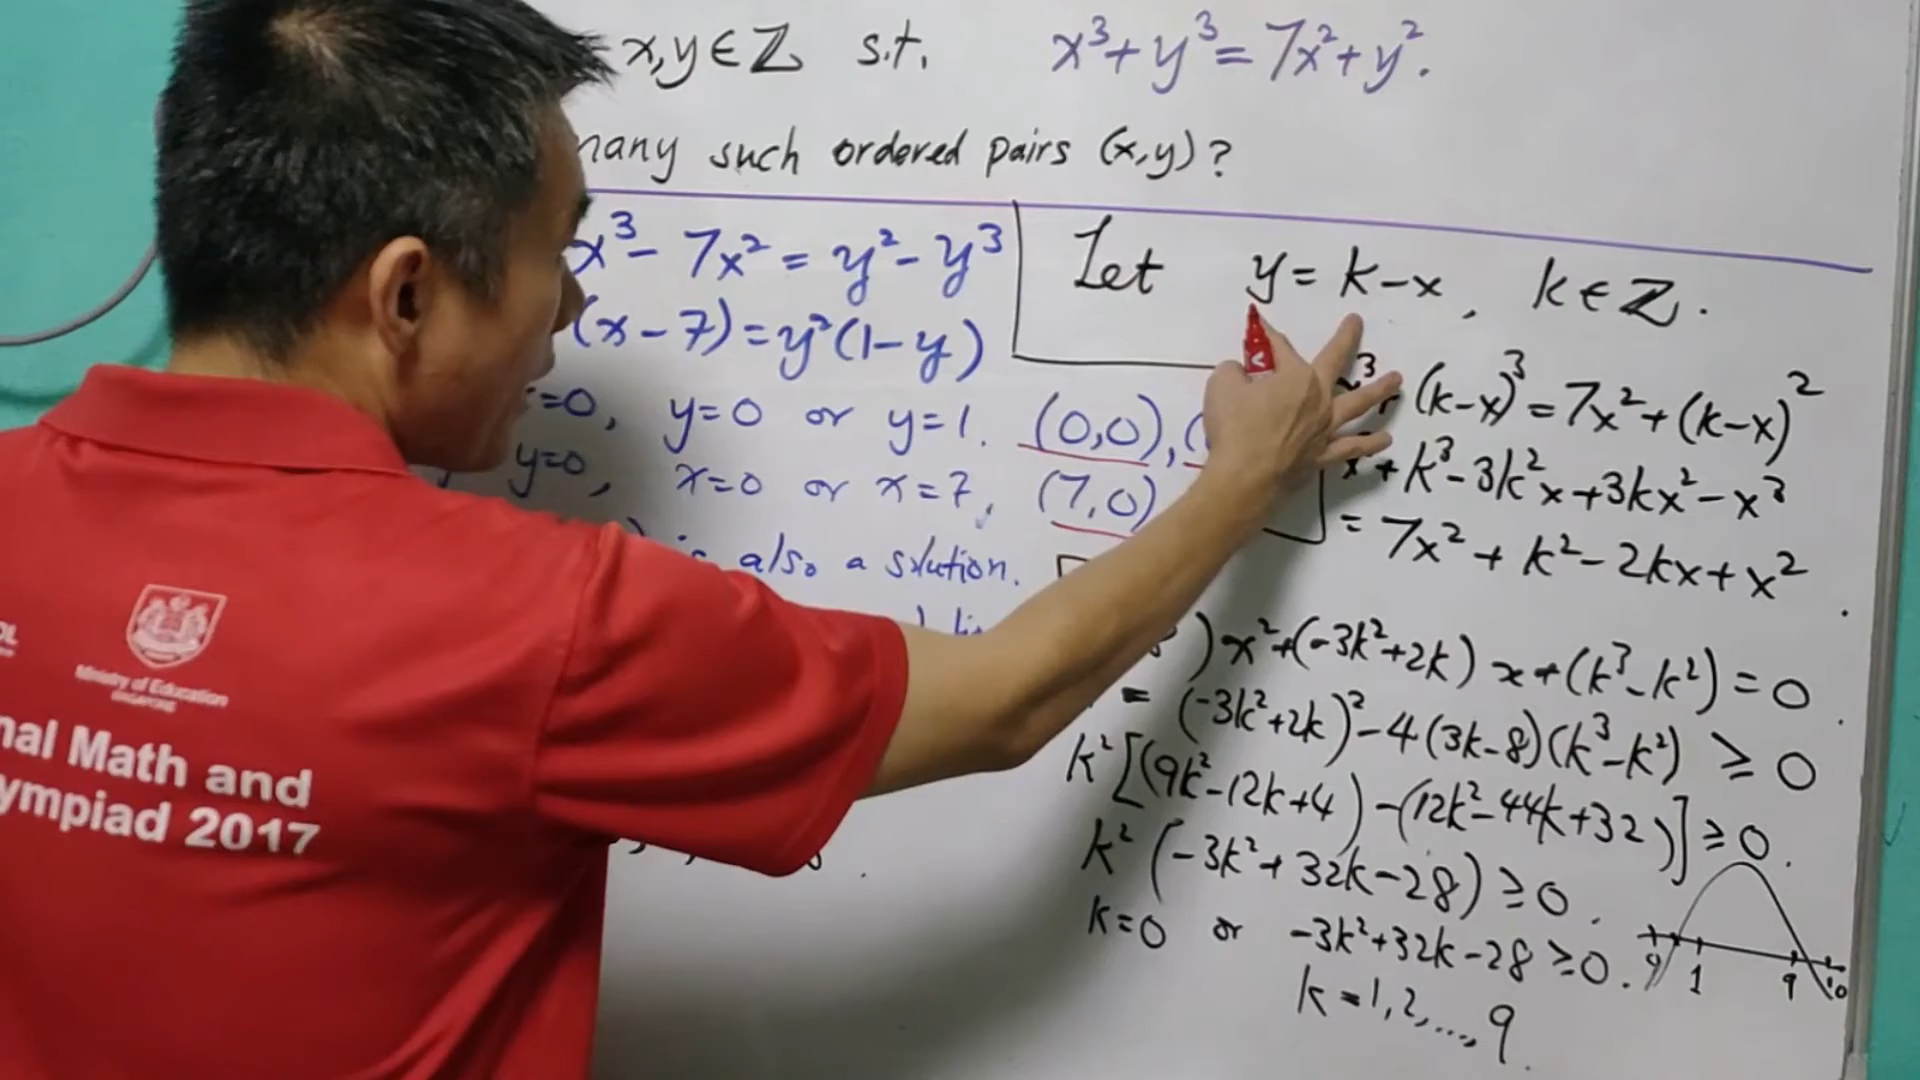 x,y∈ℤ s.t. x³+y³=7x²+y².
many such ordered pairs (x,y)?
x³-7x²=y²-y³
(x-7)=y²(1-y)
=0, y=0 or y=1. (0,0),(
y=0, x=0 or x=7, (7,0)
is also a solution.
Let y=k-x, k∈ℤ.
³+(k-x)³=7x²+(k-x)²
+k³-3k²x+3kx²-x³
=7x²+k²-2kx+x²
)x²+(-3k²+2k)x+(k³-k²)=0
=(-3k²+2k)²-4(3k-8)(k³-k²)≥0
k²[(9k²-12k+4)-(12k²-44k+32)]≥0.
k²(-3k²+32k-28)≥0.
k=0 or -3k²+32k-28≥0.
k=1,2,...,9.
0 1 9 10
OL
Ministry of Education
SINGAPORE
nal Math and
ympiad 2017